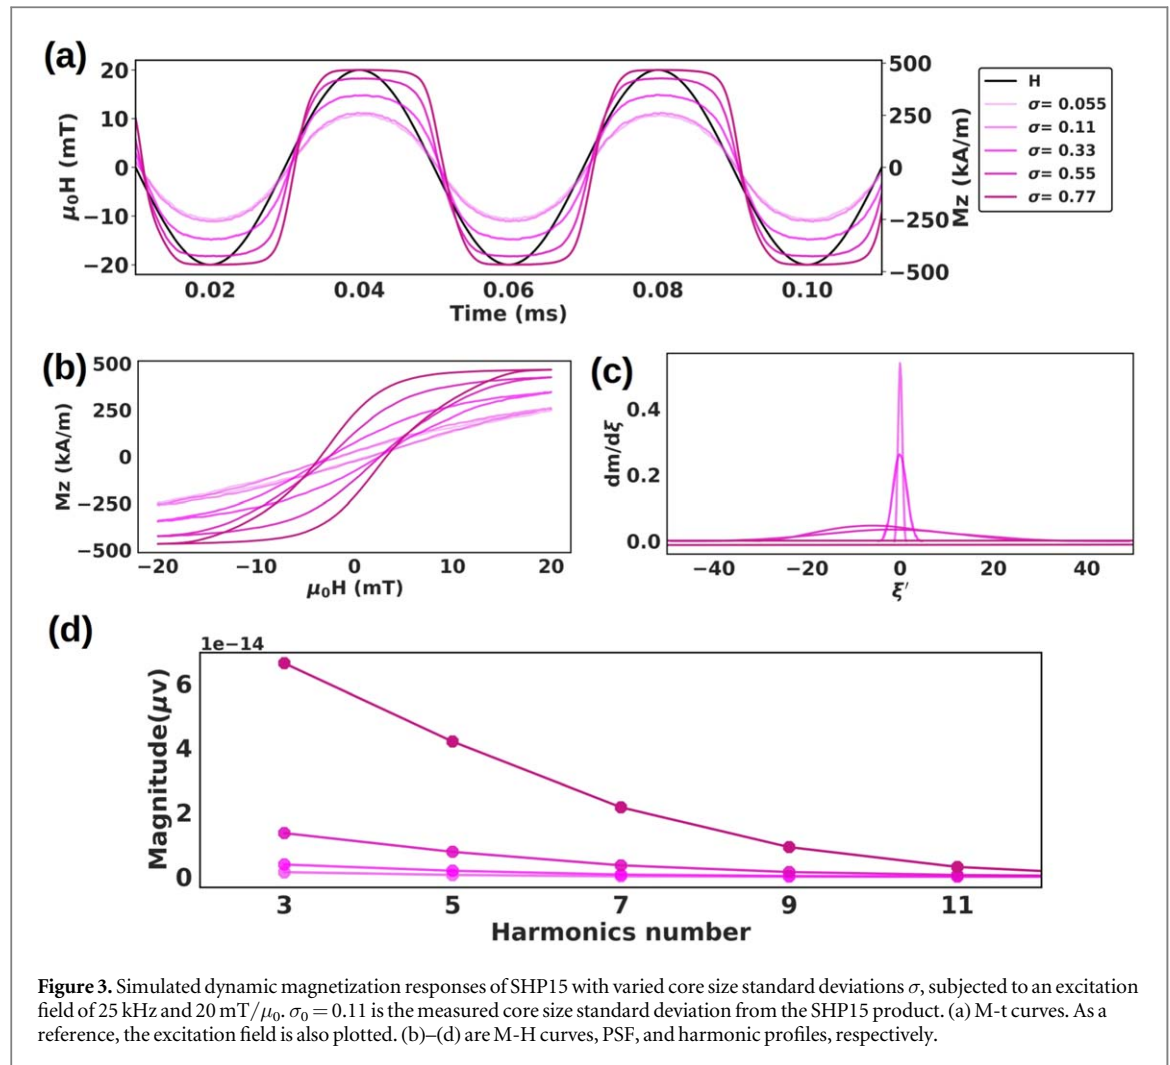 (a)
20
10
0
−10
−20
μ₀H (mT)
500
250
0
−250
−500
Mz (kA/m)
H
σ= 0.055
σ= 0.11
σ= 0.33
σ= 0.55
σ= 0.77
0.02 0.04 0.06 0.08 0.10
Time (ms)
(b)
500
250
0
−250
−500
Mz (kA/m)
−20 −10 0 10 20
μ₀H (mT)
(c)
0.4
0.2
0.0
dm/dξ
−40 −20 0 20 40
ξ′
(d)
1e−14
6
4
2
0
Magnitude(μv)
3 5 7 9 11
Harmonics number
Figure 3. Simulated dynamic magnetization responses of SHP15 with varied core size standard deviations σ, subjected to an excitation
field of 25 kHz and 20 mT/μ₀. σ₀ = 0.11 is the measured core size standard deviation from the SHP15 product. (a) M-t curves. As a
reference, the excitation field is also plotted. (b)–(d) are M-H curves, PSF, and harmonic profiles, respectively.